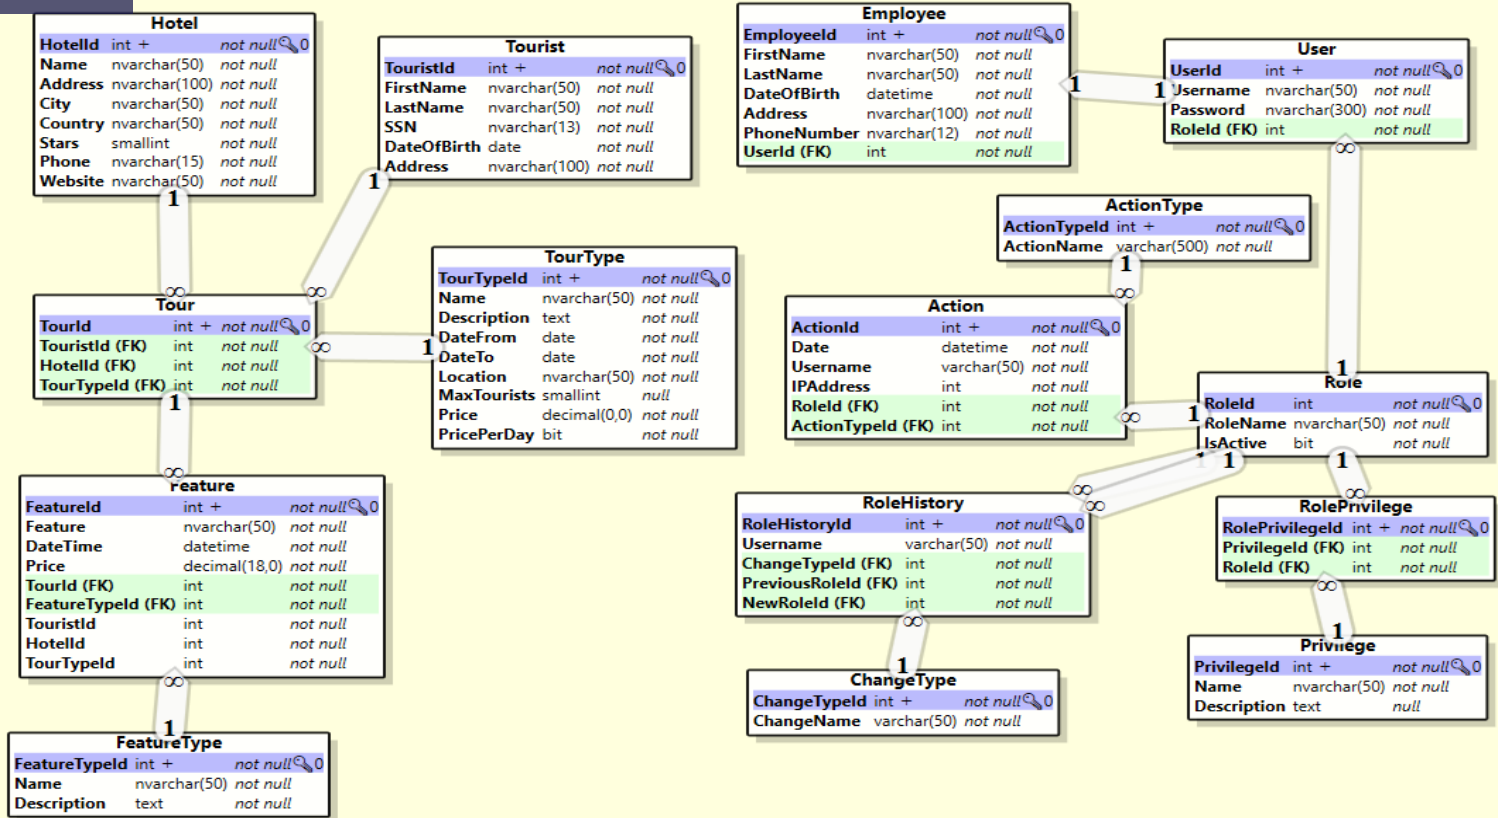 Hotel
HotelId int + not null 0
Name nvarchar(50) not null
Address nvarchar(100) not null
City nvarchar(50) not null
Country nvarchar(50) not null
Stars smallint not null
Phone nvarchar(15) not null
Website nvarchar(50) not null
Tourist
TouristId int + not null 0
FirstName nvarchar(50) not null
LastName nvarchar(50) not null
SSN nvarchar(13) not null
DateOfBirth date not null
Address nvarchar(100) not null
Employee
EmployeeId int + not null 0
FirstName nvarchar(50) not null
LastName nvarchar(50) not null
DateOfBirth datetime not null
Address nvarchar(100) not null
PhoneNumber nvarchar(12) not null
UserId (FK) int not null
1 1
User
UserId int + not null 0
Username nvarchar(50) not null
Password nvarchar(300) not null
RoleId (FK) int not null
∞
1
1
1
∞
∞
Tour
TourId int + not null 0
TouristId (FK) int not null
HotelId (FK) int not null
TourTypeId (FK) int not null
∞ 1
TourType
TourTypeId int + not null 0
Name nvarchar(50) not null
Description text not null
DateFrom date not null
DateTo date not null
Location nvarchar(50) not null
MaxTourists smallint null
Price decimal(0,0) not null
PricePerDay bit not null
ActionType
ActionTypeId int + not null 0
ActionName varchar(500) not null
1
∞
Action
ActionId int + not null 0
Date datetime not null
Username varchar(50) not null
IPAddress int not null
RoleId (FK) int not null
ActionTypeId (FK) int not null
∞ 1
Role
RoleId int not null 0
RoleName nvarchar(50) not null
IsActive bit not null
1
∞
Feature
FeatureId int + not null 0
Feature nvarchar(50) not null
DateTime datetime not null
Price decimal(18,0) not null
TourId (FK) int not null
FeatureTypeId (FK) int not null
TouristId int not null
HotelId int not null
TourTypeId int not null
∞
1
FeatureType
FeatureTypeId int + not null 0
Name nvarchar(50) not null
Description text not null
1 1 1
∞
∞
∞
RoleHistory
RoleHistoryId int + not null 0
Username varchar(50) not null
ChangeTypeId (FK) int not null
PreviousRoleId (FK) int not null
NewRoleId (FK) int not null
∞
1
ChangeType
ChangeTypeId int + not null 0
ChangeName varchar(50) not null
RolePrivilege
RolePrivilegeId int + not null 0
PrivilegeId (FK) int not null
RoleId (FK) int not null
∞
1
Privilege
PrivilegeId int + not null 0
Name nvarchar(50) not null
Description text null